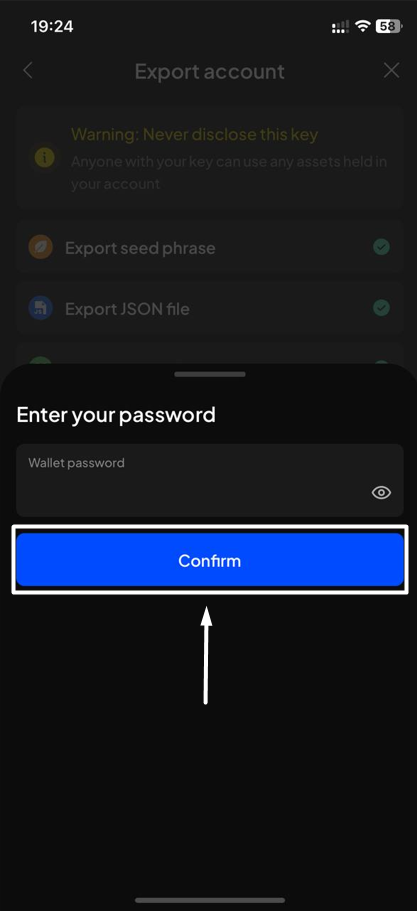 19:24
58
Export account
Warning: Never disclose this key
Anyone with your key can use any assets held in
your account
Export seed phrase
Export JSON file
Enter your password
Wallet password
Confirm